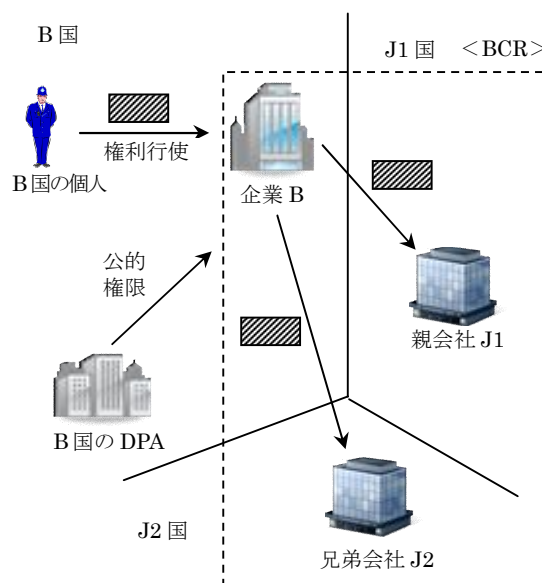 B 国
J1 国 <BCR>
権利行使
B 国の個人
企業 B
公的
権限
親会社 J1
B 国の DPA
J2 国
兄弟会社 J2